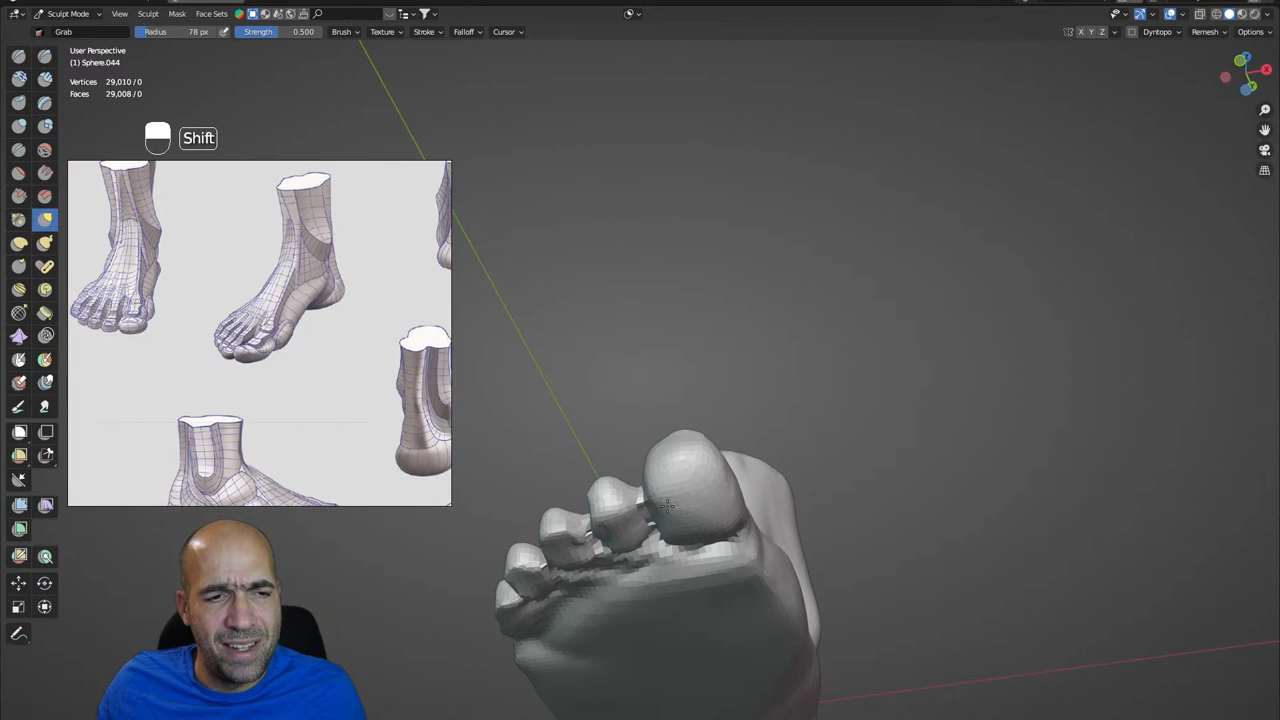 Sculpt Mode View Sculpt Mask Face Sets
Grab Radius 78 px Strength 0.500 Brush Texture Stroke Falloff Cursor X Y Z Dyntopo Remesh Options
User Perspective
(1) Sphere.044
Vertices 29,010 / 0
Faces 29,008 / 0
Shift
Z
X
Y